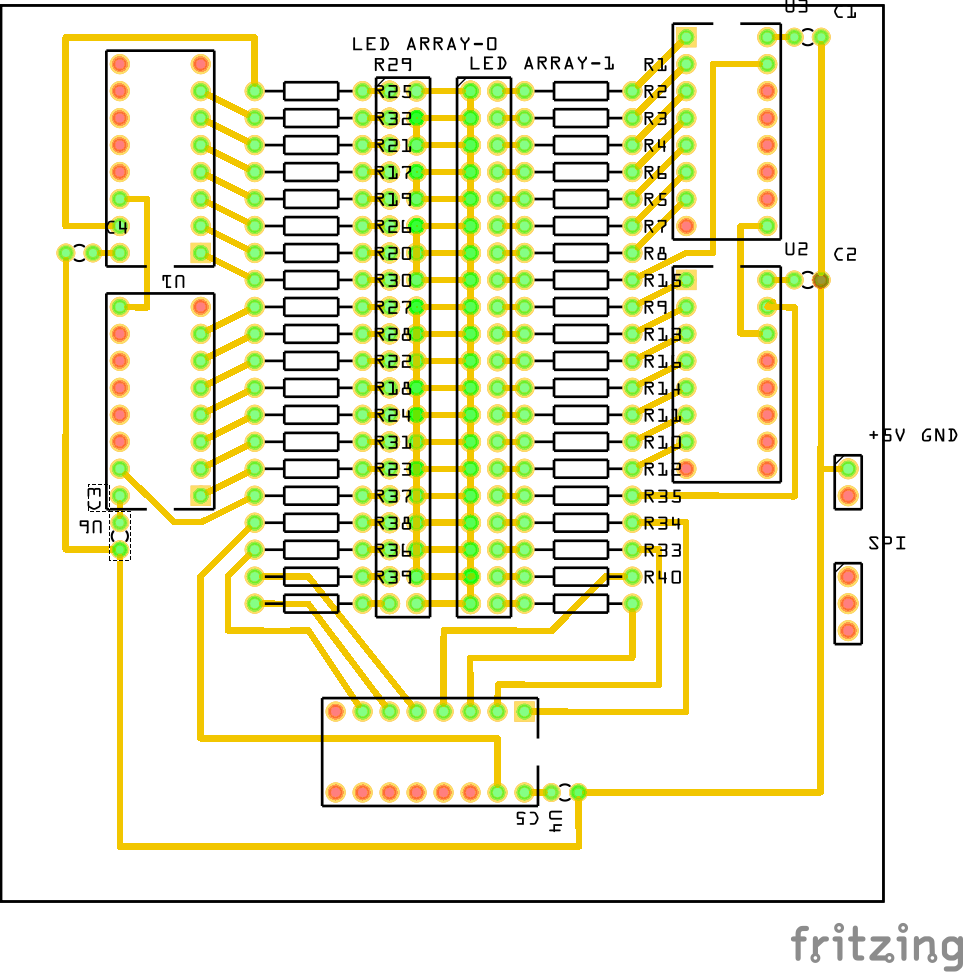 U3 C1
LED ARRAY-0
R29 LED ARRAY-1 R1
R25 R2
R32 R3
R21 R4
R17 R6
R19 R5
C4 R26 R7
R20 R8 U2 C2
U1 R30 R15
R27 R9
R28 R13
R22 R16
R18 R14
R24 R11
R31 R10 +5V GND
R23 R12
C3 R37 R35
U6 R38 R34
R36 R33 SPI
R39 R40
C5 U4
fritzing